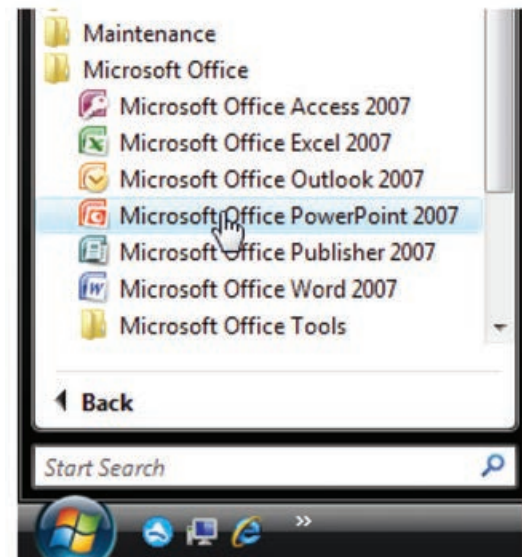 Maintenance
Microsoft Office
Microsoft Office Access 2007
Microsoft Office Excel 2007
Microsoft Office Outlook 2007
Microsoft Office PowerPoint 2007
Microsoft Office Publisher 2007
Microsoft Office Word 2007
Microsoft Office Tools
Back
Start Search